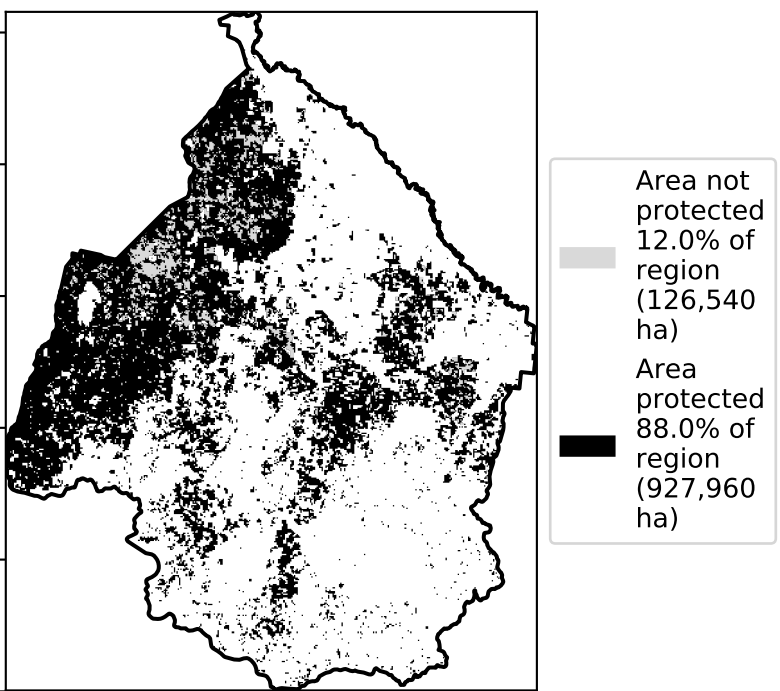 Area not
protected
12.0% of
region
(126,540
ha)
Area
protected
88.0% of
region
(927,960
ha)